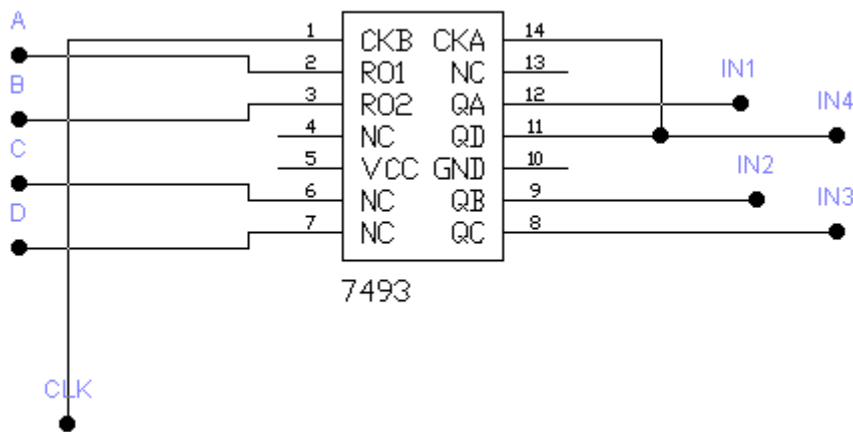 A
1 CKB CKA 14
2 RO1 NC 13
B
3 RO2 QA 12
IN1
4 NC QD 11
IN4
C
5 VCC GND 10
6 NC QB 9
IN2
D
7 NC QC 8
IN3
7493
CLK